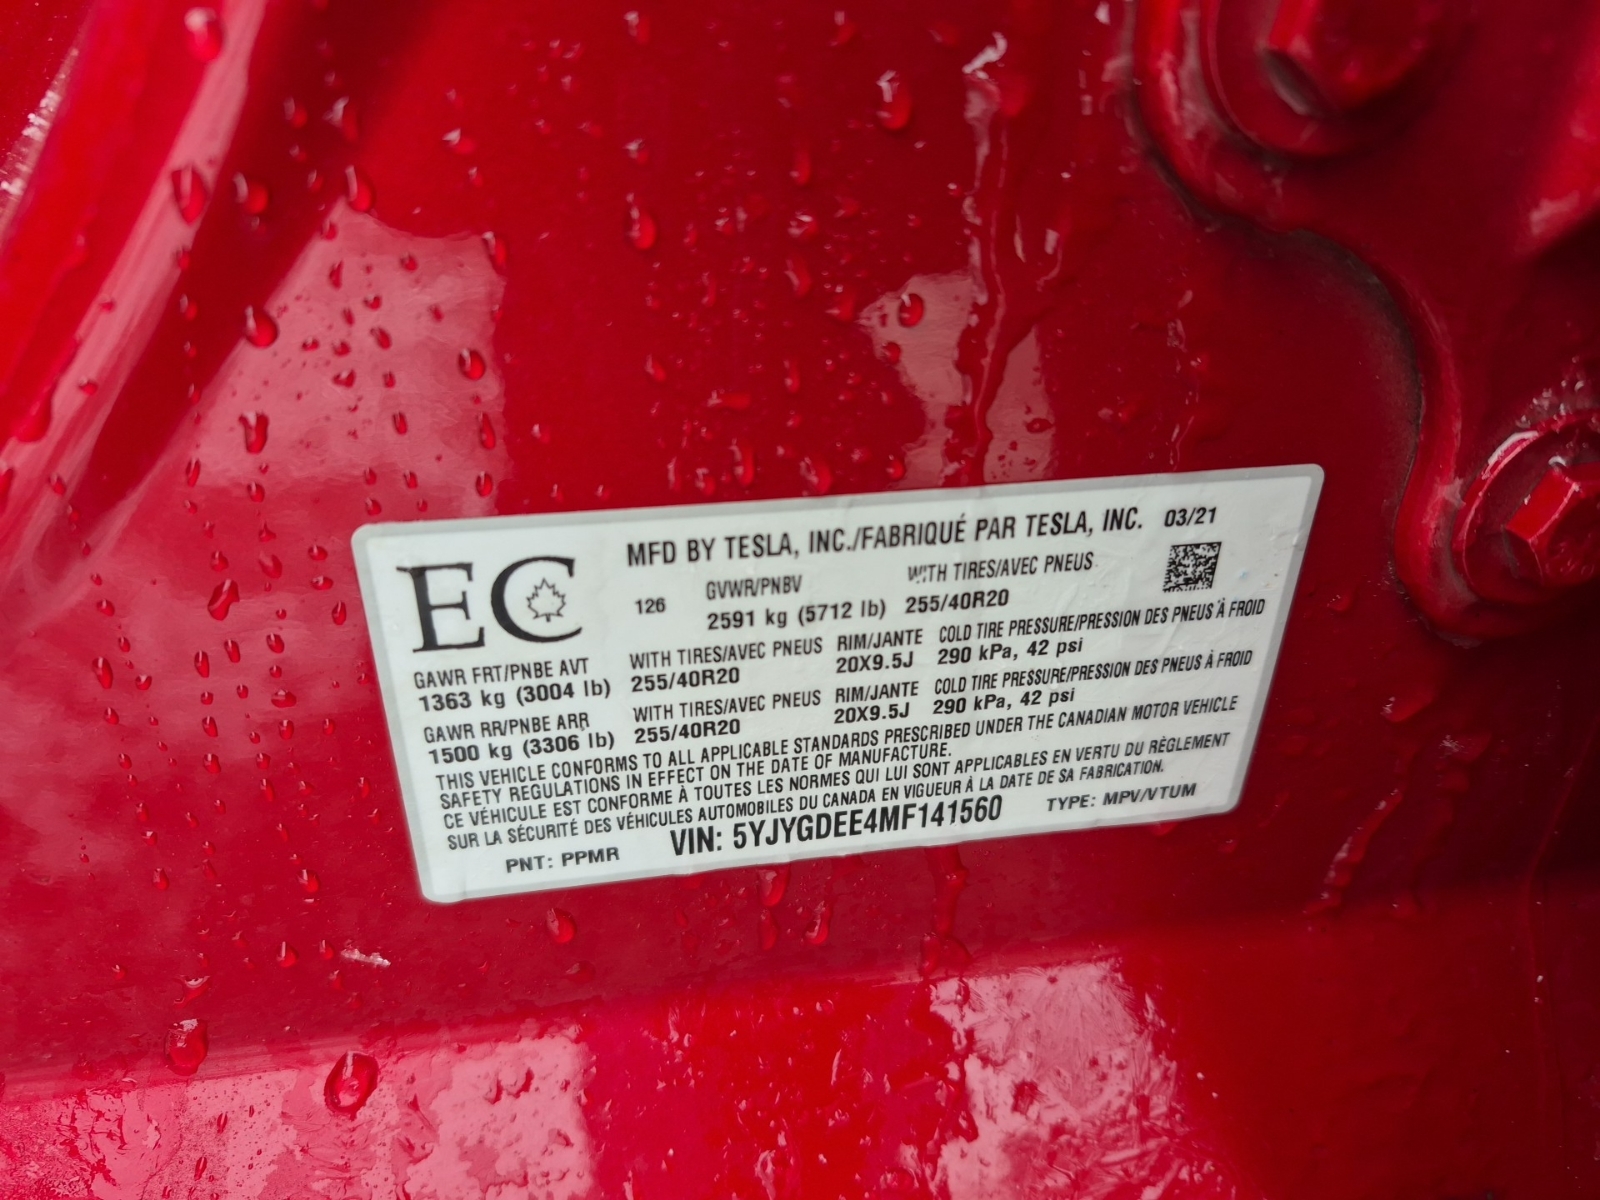 EC
MFD BY TESLA, INC./FABRIQUÉ PAR TESLA, INC. 03/21
126 GVWR/PNBV WITH TIRES/AVEC PNEUS
2591 kg (5712 lb) 255/40R20
GAWR FRT/PNBE AVT WITH TIRES/AVEC PNEUS RIM/JANTE COLD TIRE PRESSURE/PRESSION DES PNEUS À FROID
1363 kg (3004 lb) 255/40R20 20X9.5J 290 kPa, 42 psi
GAWR RR/PNBE ARR WITH TIRES/AVEC PNEUS RIM/JANTE COLD TIRE PRESSURE/PRESSION DES PNEUS À FROID
1500 kg (3306 lb) 255/40R20 20X9.5J 290 kPa, 42 psi
THIS VEHICLE CONFORMS TO ALL APPLICABLE STANDARDS PRESCRIBED UNDER THE CANADIAN MOTOR VEHICLE
SAFETY REGULATIONS IN EFFECT ON THE DATE OF MANUFACTURE.
CE VÉHICULE EST CONFORME À TOUTES LES NORMES QUI LUI SONT APPLICABLES EN VERTU DU RÈGLEMENT
SUR LA SÉCURITÉ DES VÉHICULES AUTOMOBILES DU CANADA EN VIGUEUR À LA DATE DE SA FABRICATION.
PNT: PPMR VIN: 5YJYGDEE4MF141560 TYPE: MPV/VTUM